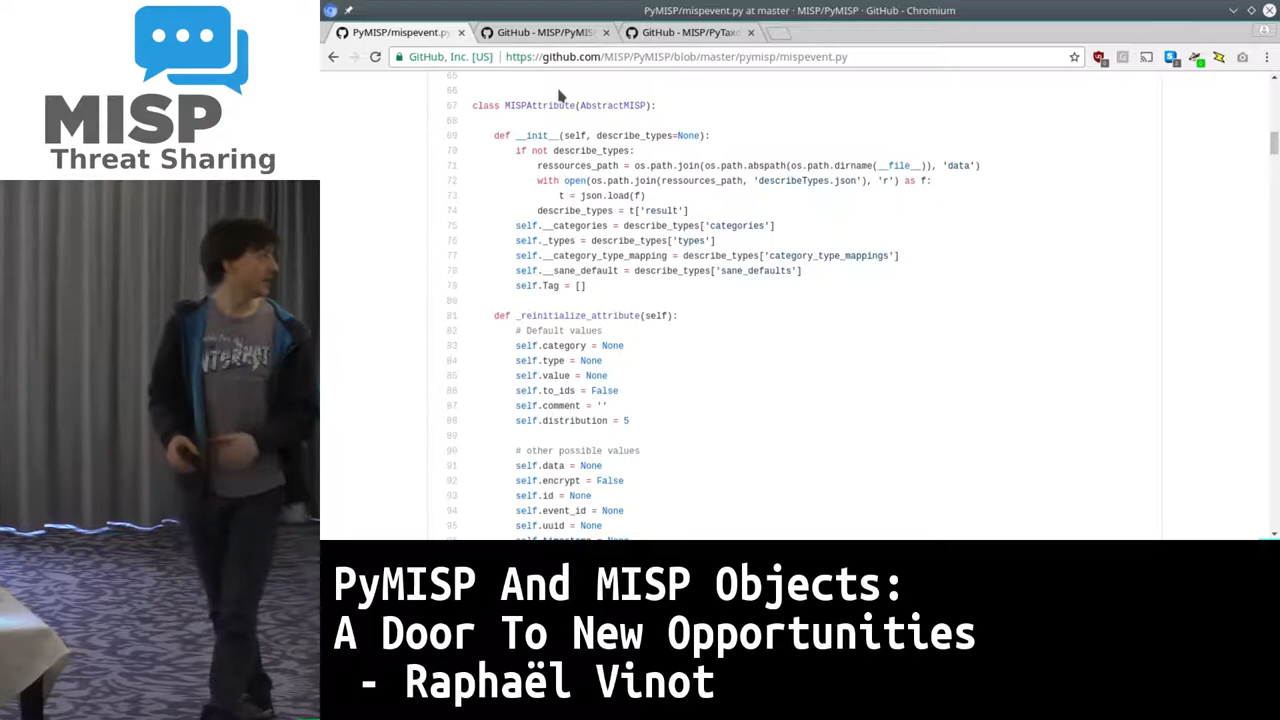 MISP
Threat Sharing
INTERNET
PyMISP/mispevent.py at master · MISP/PyMISP · GitHub - Chromium
PyMISP/mispevent.py
GitHub - MISP/PyMISP
GitHub - MISP/PyTax
GitHub, Inc. [US]
https://github.com/MISP/PyMISP/blob/master/pymisp/mispevent.py
65
66
67 class MISPAttribute(AbstractMISP):
68
69 def __init__(self, describe_types=None):
70 if not describe_types:
71 ressources_path = os.path.join(os.path.abspath(os.path.dirname(__file__)), 'data')
72 with open(os.path.join(ressources_path, 'describeTypes.json'), 'r') as f:
73 t = json.load(f)
74 describe_types = t['result']
75 self.__categories = describe_types['categories']
76 self._types = describe_types['types']
77 self.__category_type_mapping = describe_types['category_type_mappings']
78 self.__sane_default = describe_types['sane_defaults']
79 self.Tag = []
80
81 def _reinitialize_attribute(self):
82 # Default values
83 self.category = None
84 self.type = None
85 self.value = None
86 self.to_ids = False
87 self.comment = ''
88 self.distribution = 5
89
90 # other possible values
91 self.data = None
92 self.encrypt = False
93 self.id = None
94 self.event_id = None
95 self.uuid = None
PyMISP And MISP Objects:
A Door To New Opportunities
- Raphaël Vinot